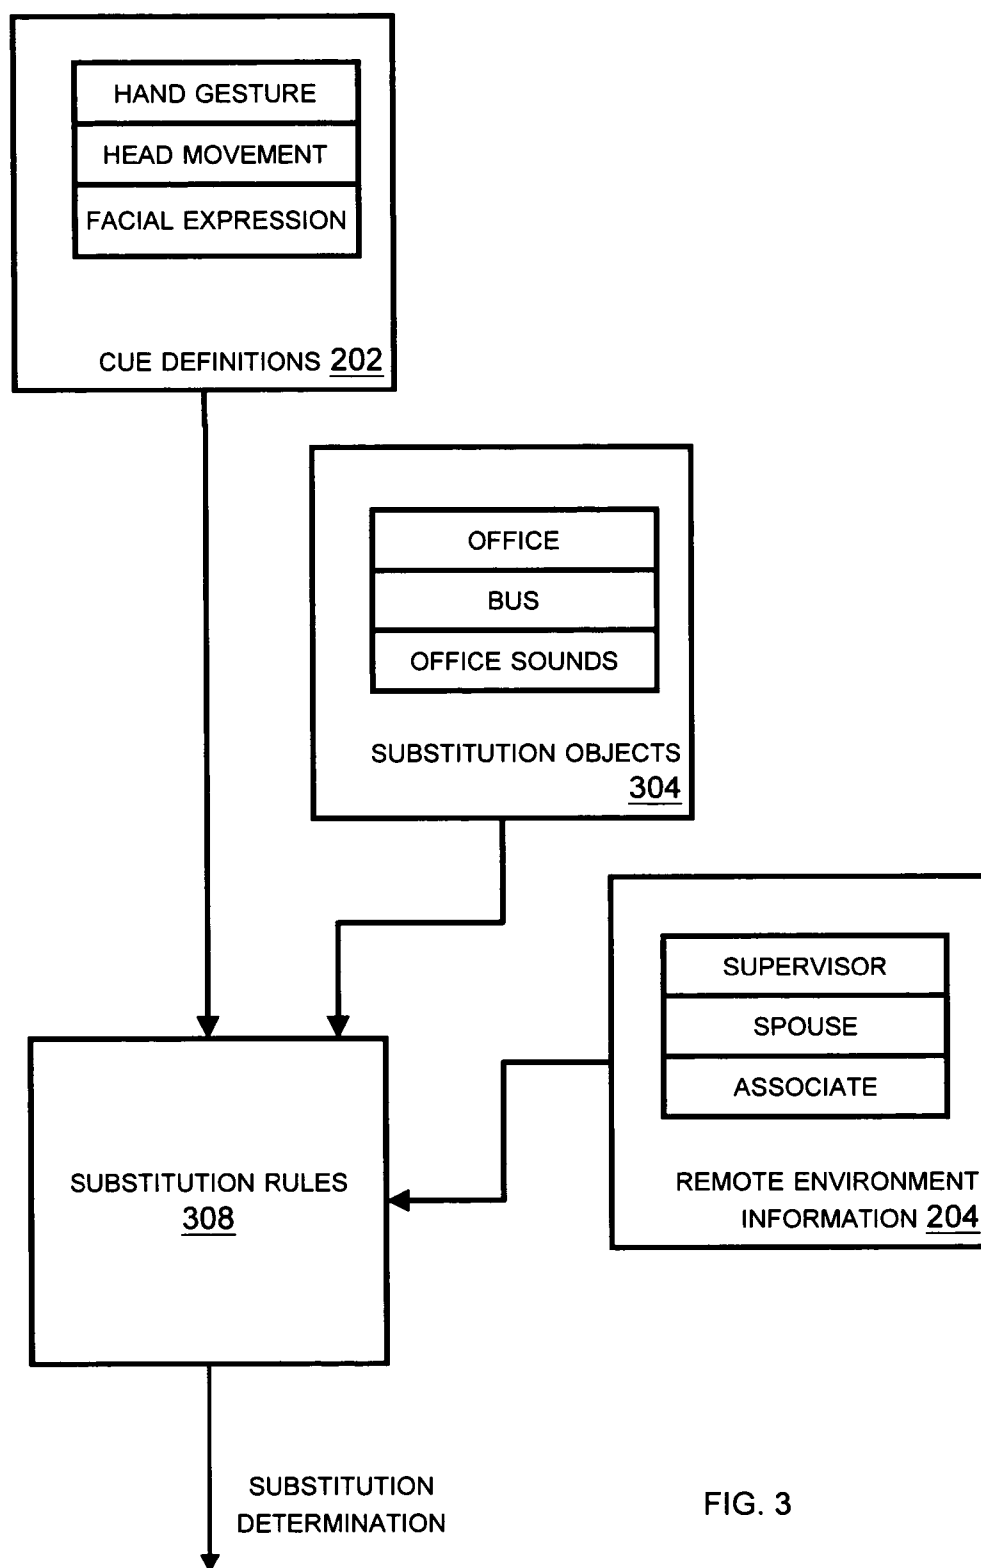 HAND GESTURE
HEAD MOVEMENT
FACIAL EXPRESSION
CUE DEFINITIONS 202
OFFICE
BUS
OFFICE SOUNDS
SUBSTITUTION OBJECTS
304
SUPERVISOR
SPOUSE
ASSOCIATE
REMOTE ENVIRONMENT
INFORMATION 204
SUBSTITUTION RULES
308
SUBSTITUTION
DETERMINATION
FIG. 3